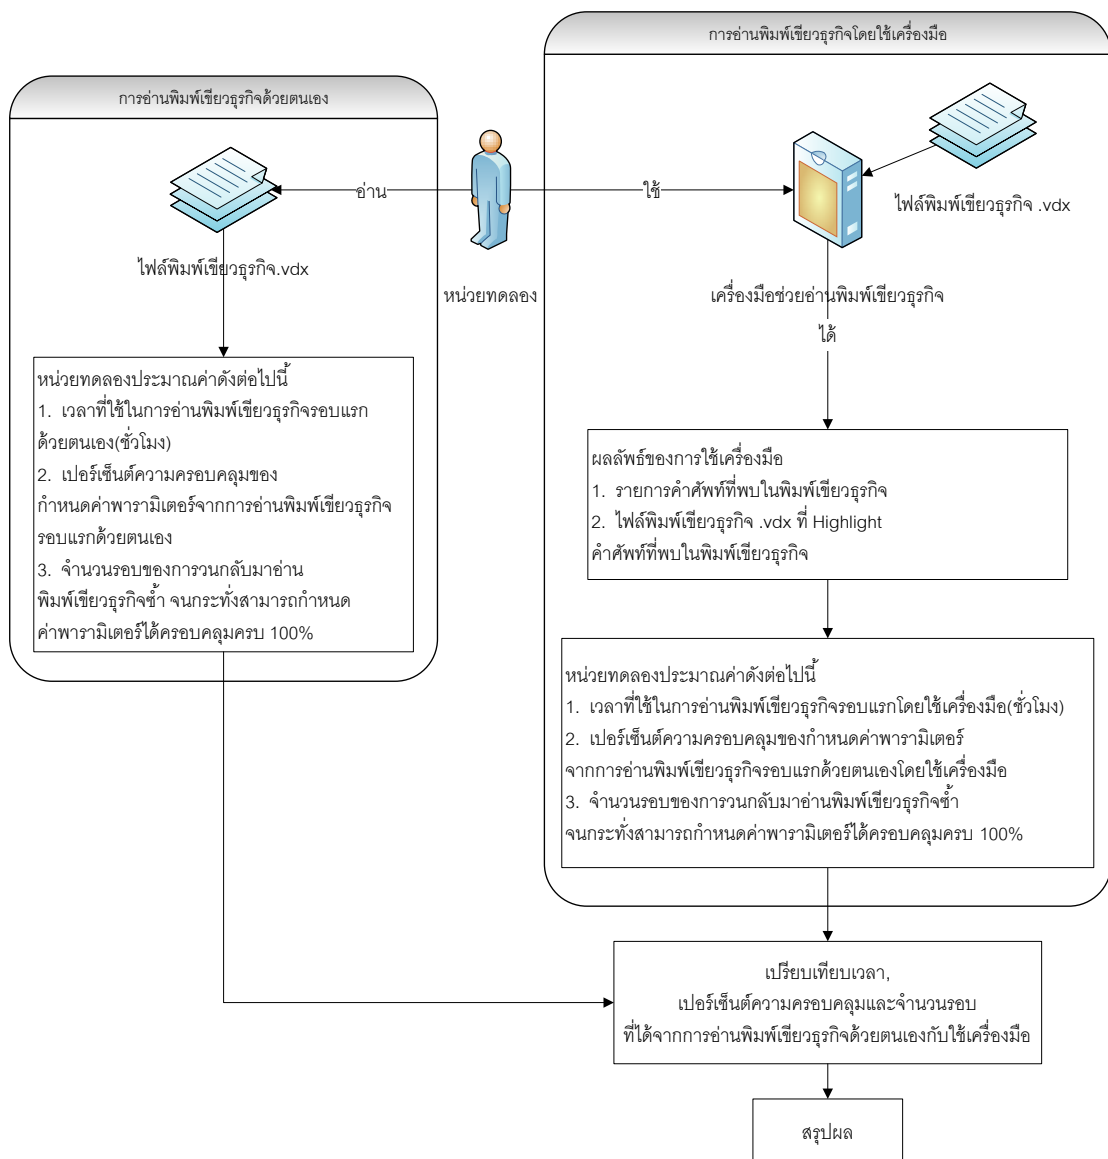 การอ่านพิมพ์เขียวธุรกิจโดยใช้เครื่องมือ
การอ่านพิมพ์เขียวธุรกิจด้วยตนเอง
อ่าน
ใช้
ไฟล์พิมพ์เขียวธุรกิจ .vdx
ไฟล์พิมพ์เขียวธุรกิจ.vdx
หน่วยทดลอง
เครื่องมือช่วยอ่านพิมพ์เขียวธุรกิจ
ได้
หน่วยทดลองประมาณค่าดังต่อไปนี้
1. เวลาที่ใช้ในการอ่านพิมพ์เขียวธุรกิจรอบแรก
ด้วยตนเอง(ชั่วโมง)
2. เปอร์เซ็นต์ความครอบคลุมของ
กำหนดค่าพารามิเตอร์จากการอ่านพิมพ์เขียวธุรกิจ
รอบแรกด้วยตนเอง
3. จำนวนรอบของการวนกลับมาอ่าน
พิมพ์เขียวธุรกิจซ้ำ จนกระทั่งสามารถกำหนด
ค่าพารามิเตอร์ได้ครอบคลุมครบ 100%
ผลลัพธ์ของการใช้เครื่องมือ
1. รายการคำศัพท์ที่พบในพิมพ์เขียวธุรกิจ
2. ไฟล์พิมพ์เขียวธุรกิจ .vdx ที่ Highlight
คำศัพท์ที่พบในพิมพ์เขียวธุรกิจ
หน่วยทดลองประมาณค่าดังต่อไปนี้
1. เวลาที่ใช้ในการอ่านพิมพ์เขียวธุรกิจรอบแรกโดยใช้เครื่องมือ(ชั่วโมง)
2. เปอร์เซ็นต์ความครอบคลุมของกำหนดค่าพารามิเตอร์
จากการอ่านพิมพ์เขียวธุรกิจรอบแรกด้วยตนเองโดยใช้เครื่องมือ
3. จำนวนรอบของการวนกลับมาอ่านพิมพ์เขียวธุรกิจซ้ำ
จนกระทั่งสามารถกำหนดค่าพารามิเตอร์ได้ครอบคลุมครบ 100%
เปรียบเทียบเวลา,
เปอร์เซ็นต์ความครอบคลุมและจำนวนรอบ
ที่ได้จากการอ่านพิมพ์เขียวธุรกิจด้วยตนเองกับใช้เครื่องมือ
สรุปผล